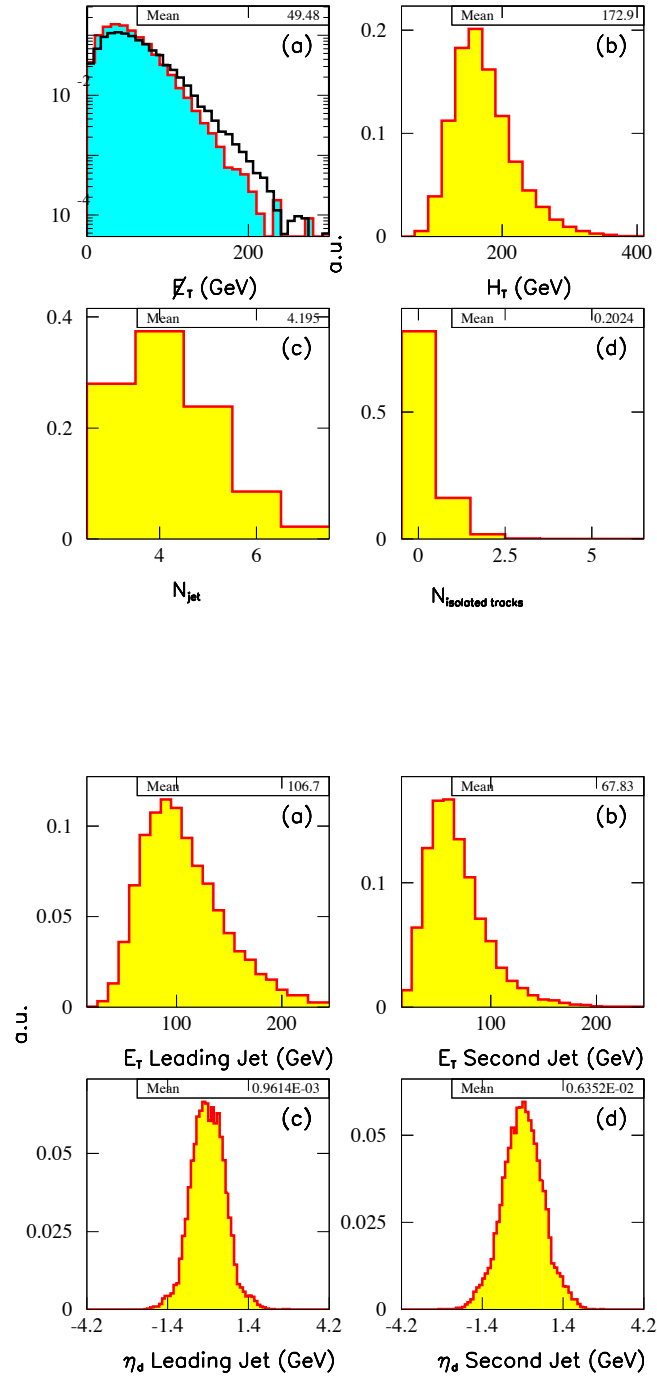 Mean 49.48
(a)
10 -2
10 -4
0 200
E̸T (GeV)
Mean 172.9
(b)
0.2
0.1
0
200 400
HT (GeV)
a.u.
Mean 4.195
(c)
0.4
0.2
0
4 6
Njet
Mean 0.2024
(d)
0.5
0
0 2.5 5
Nisolated tracks
Mean 106.7
(a)
0.1
0.05
0
100 200
ET Leading Jet (GeV)
Mean 67.83
(b)
0.1
0
100 200
ET Second Jet (GeV)
a.u.
Mean 0.9614E-03
(c)
0.05
0.025
0
-4.2 -1.4 1.4 4.2
ηd Leading Jet (GeV)
Mean 0.6352E-02
(d)
0.05
0.025
0
-4.2 -1.4 1.4 4.2
ηd Second Jet (GeV)